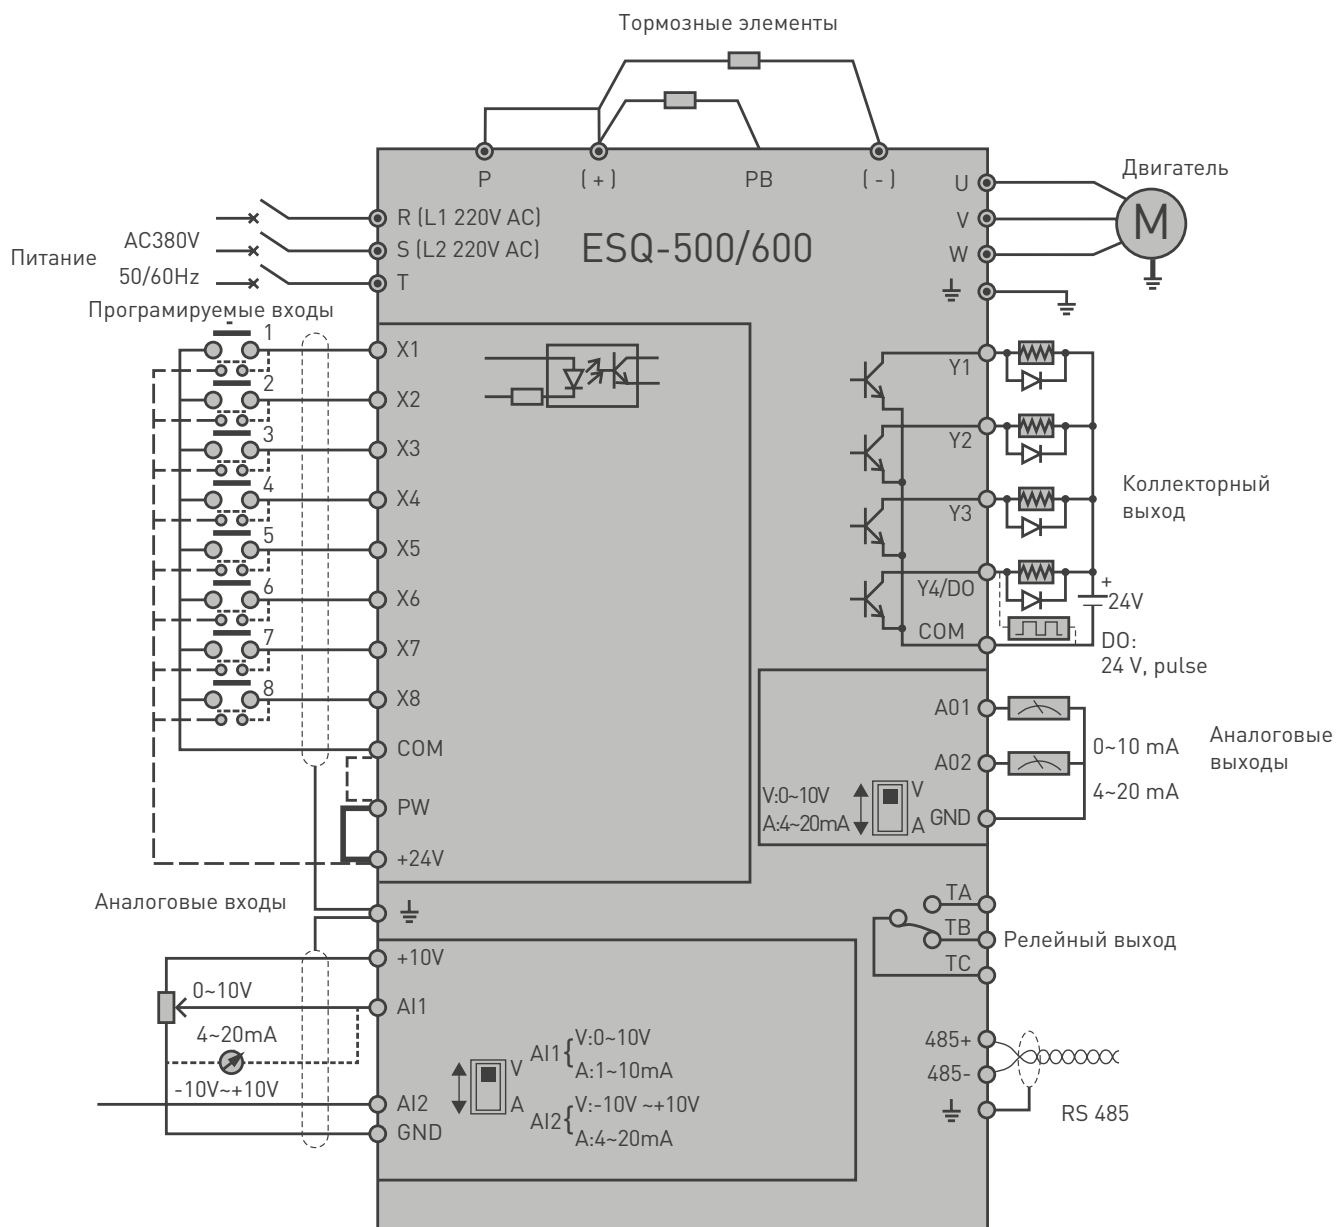 Тормозные элементы
P
( + )
PB
( - )
Двигатель
ESQ-500/600
R (L1 220V AC)
S (L2 220V AC)
T
Питание
AC380V
50/60Hz
U
V
W
M
Програмируемые входы
1
2
3
4
5
6
7
8
X1
X2
X3
X4
X5
X6
X7
X8
COM
PW
+24V
Y1
Y2
Y3
Y4/DO
COM
Коллекторный
выход
+
24V
DO:
24 V, pulse
A01
A02
GND
V:0~10V
A:4~20mA
V
A
0~10 mA
4~20 mA
Аналоговые
выходы
TA
TB
TC
Релейный выход
Аналоговые входы
+10V
AI1
AI2
GND
0~10V
4~20mA
-10V~+10V
V
A
AI1
V:0~10V
A:1~10mA
AI2
V:-10V ~+10V
A:4~20mA
485+
485-
RS 485